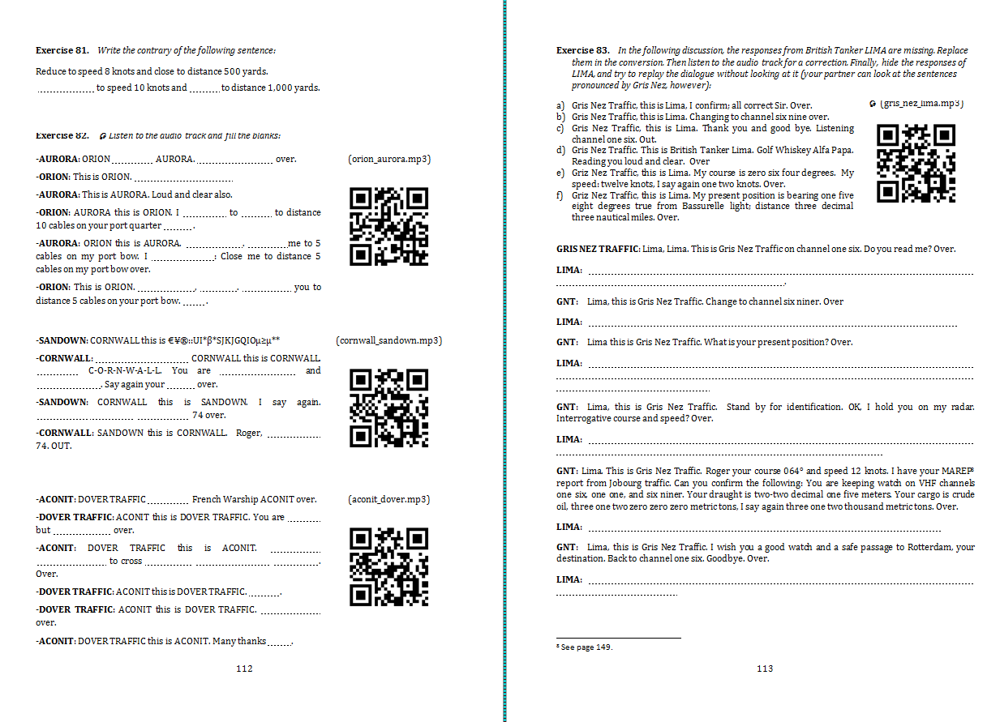 Exercise 81. Write the contrary of the following sentence:
Reduce to speed 8 knots and close to distance 500 yards.
........................ to speed 10 knots and ............. to distance 1,000 yards.
Exercise 82. Listen to the audio track and fill the blanks:
-AURORA: ORION ................. AURORA. ............................... over.
(orion_aurora.mp3)
-ORION: This is ORION. ........................................
-AURORA: This is AURORA. Loud and clear also.
-ORION: AURORA this is ORION. I .................. to ............. to distance
10 cables on your port quarter .............
-AURORA: ORION this is AURORA. ......................., .................me to 5
cables on my port bow. I ..........................: Close me to distance 5
cables on my port bow over.
-ORION: This is ORION. ......................., ................, .................... you to
distance 5 cables on your port bow. ..........
-SANDOWN: CORNWALL this is €¥®::UI*β*SJKJGQIOµ≥µ**
(cornwall_sandown.mp3)
-CORNWALL: ...................................... CORNWALL this is CORNWALL
.................. C-O-R-N-W-A-L-L. You are ............................... and
........................... Say again your ............ over.
-SANDOWN: CORNWALL this is SANDOWN. I say again.
........................................ ...................... 74 over.
-CORNWALL: SANDOWN this is CORNWALL. Roger, ......................
74. OUT.
-ACONIT: DOVER TRAFFIC ................. French Warship ACONIT over.
(aconit_dover.mp3)
-DOVER TRAFFIC: ACONIT this is DOVER TRAFFIC. You are ..............
but ........................ over.
-ACONIT: DOVER TRAFFIC this is ACONIT. .....................
............................. to cross .................... ............................... ....................
Over.
-DOVER TRAFFIC: ACONIT this is DOVER TRAFFIC. ..............
-DOVER TRAFFIC: ACONIT this is DOVER TRAFFIC. .........................
over.
-ACONIT: DOVER TRAFFIC this is ACONIT. Many thanks ...........
112
Exercise 83. In the following discussion, the responses from British Tanker LIMA are missing. Replace
them in the conversion. Then listen to the audio track for a correction. Finally, hide the responses of
LIMA, and try to replay the dialogue without looking at it (your partner can look at the sentences
pronounced by Gris Nez, however):
a) Gris Nez Traffic, this is Lima, I confirm; all correct Sir. Over.
(gris_nez_lima.mp3)
b) Gris Nez Traffic, this is Lima. Changing to channel six nine over.
c) Gris Nez Traffic, this is Lima. Thank you and good bye. Listening
channel one six. Out.
d) Gris Nez Traffic. This is British Tanker Lima. Golf Whiskey Alfa Papa.
Reading you loud and clear. Over
e) Griz Nez Traffic, this is Lima. My course is zero six four degrees. My
speed: twelve knots, I say again one two knots. Over.
f) Griz Nez Traffic, this is Lima. My present position is bearing one five
eight degrees true from Bassurelle light; distance three decimal
three nautical miles. Over.
GRIS NEZ TRAFFIC: Lima, Lima. This is Gris Nez Traffic on channel one six. Do you read me? Over.
LIMA: ................................................................................
................................................................
GNT: Lima, this is Gris Nez Traffic. Change to channel six niner. Over
LIMA: ................................................................................
GNT: Lima this is Gris Nez Traffic. What is your present position? Over.
LIMA: ................................................................................
................................................................................
................................................
GNT: Lima, this is Gris Nez Traffic. Stand by for identification. OK, I hold you on my radar.
Interrogative course and speed? Over.
LIMA: ................................................................................
................................................................
GNT: Lima. This is Gris Nez Traffic. Roger your course 064° and speed 12 knots. I have your MAREP⁸
report from Jobourg traffic. Can you confirm the following: You are keeping watch on VHF channels
one six, one one, and six niner. Your draught is two-two decimal one five meters. Your cargo is crude
oil, three one two zero zero zero metric tons, I say again three one two thousand metric tons. Over.
LIMA: ................................................................................
GNT: Lima, this is Gris Nez Traffic. I wish you a good watch and a safe passage to Rotterdam, your
destination. Back to channel one six. Goodbye. Over.
LIMA: ................................................................................
........................................
⁸ See page 149.
113